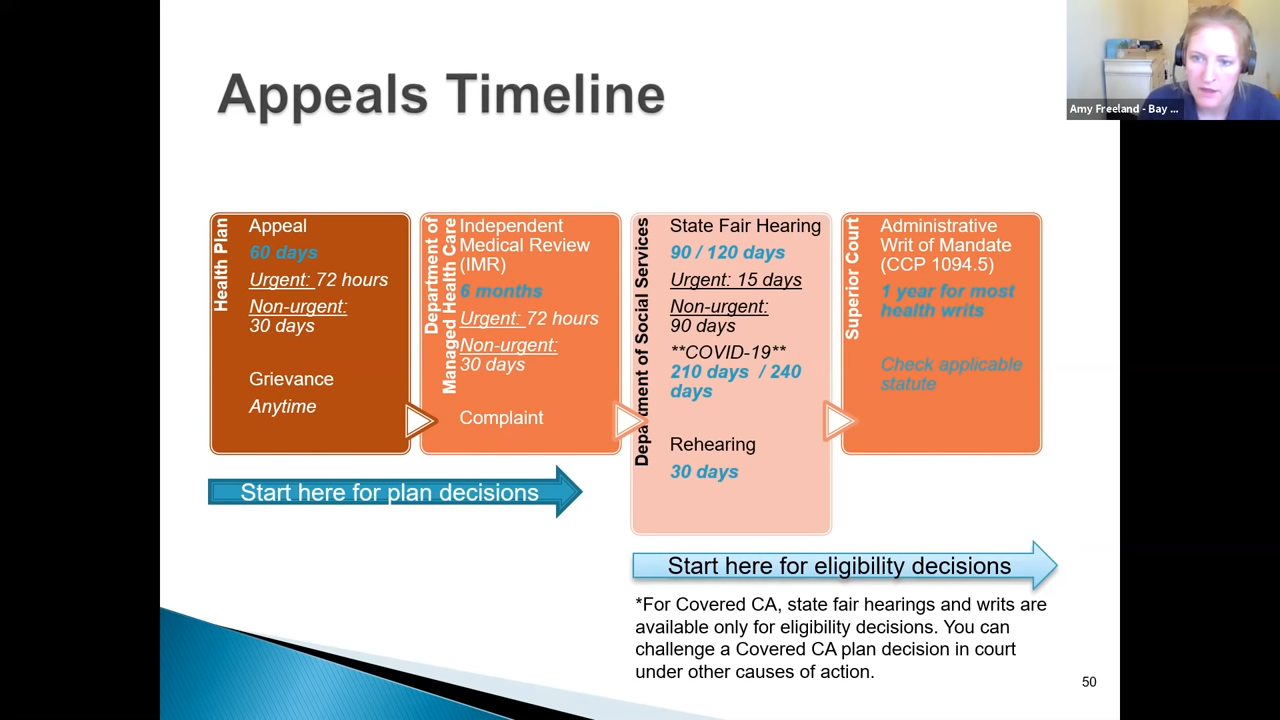 Appeals Timeline
Amy Freeland - Bay ...
Health Plan
Appeal
60 days
Urgent: 72 hours
Non-urgent:
30 days
Grievance
Anytime
Department of
Managed Health Care
Independent
Medical Review
(IMR)
6 months
Urgent: 72 hours
Non-urgent:
30 days
Complaint
Department of Social Services
State Fair Hearing
90 / 120 days
Urgent: 15 days
Non-urgent:
90 days
**COVID-19**
210 days / 240
days
Rehearing
30 days
Superior Court
Administrative
Writ of Mandate
(CCP 1094.5)
1 year for most
health writs
Check applicable
statute
Start here for plan decisions
Start here for eligibility decisions
*For Covered CA, state fair hearings and writs are
available only for eligibility decisions. You can
challenge a Covered CA plan decision in court
under other causes of action.
50